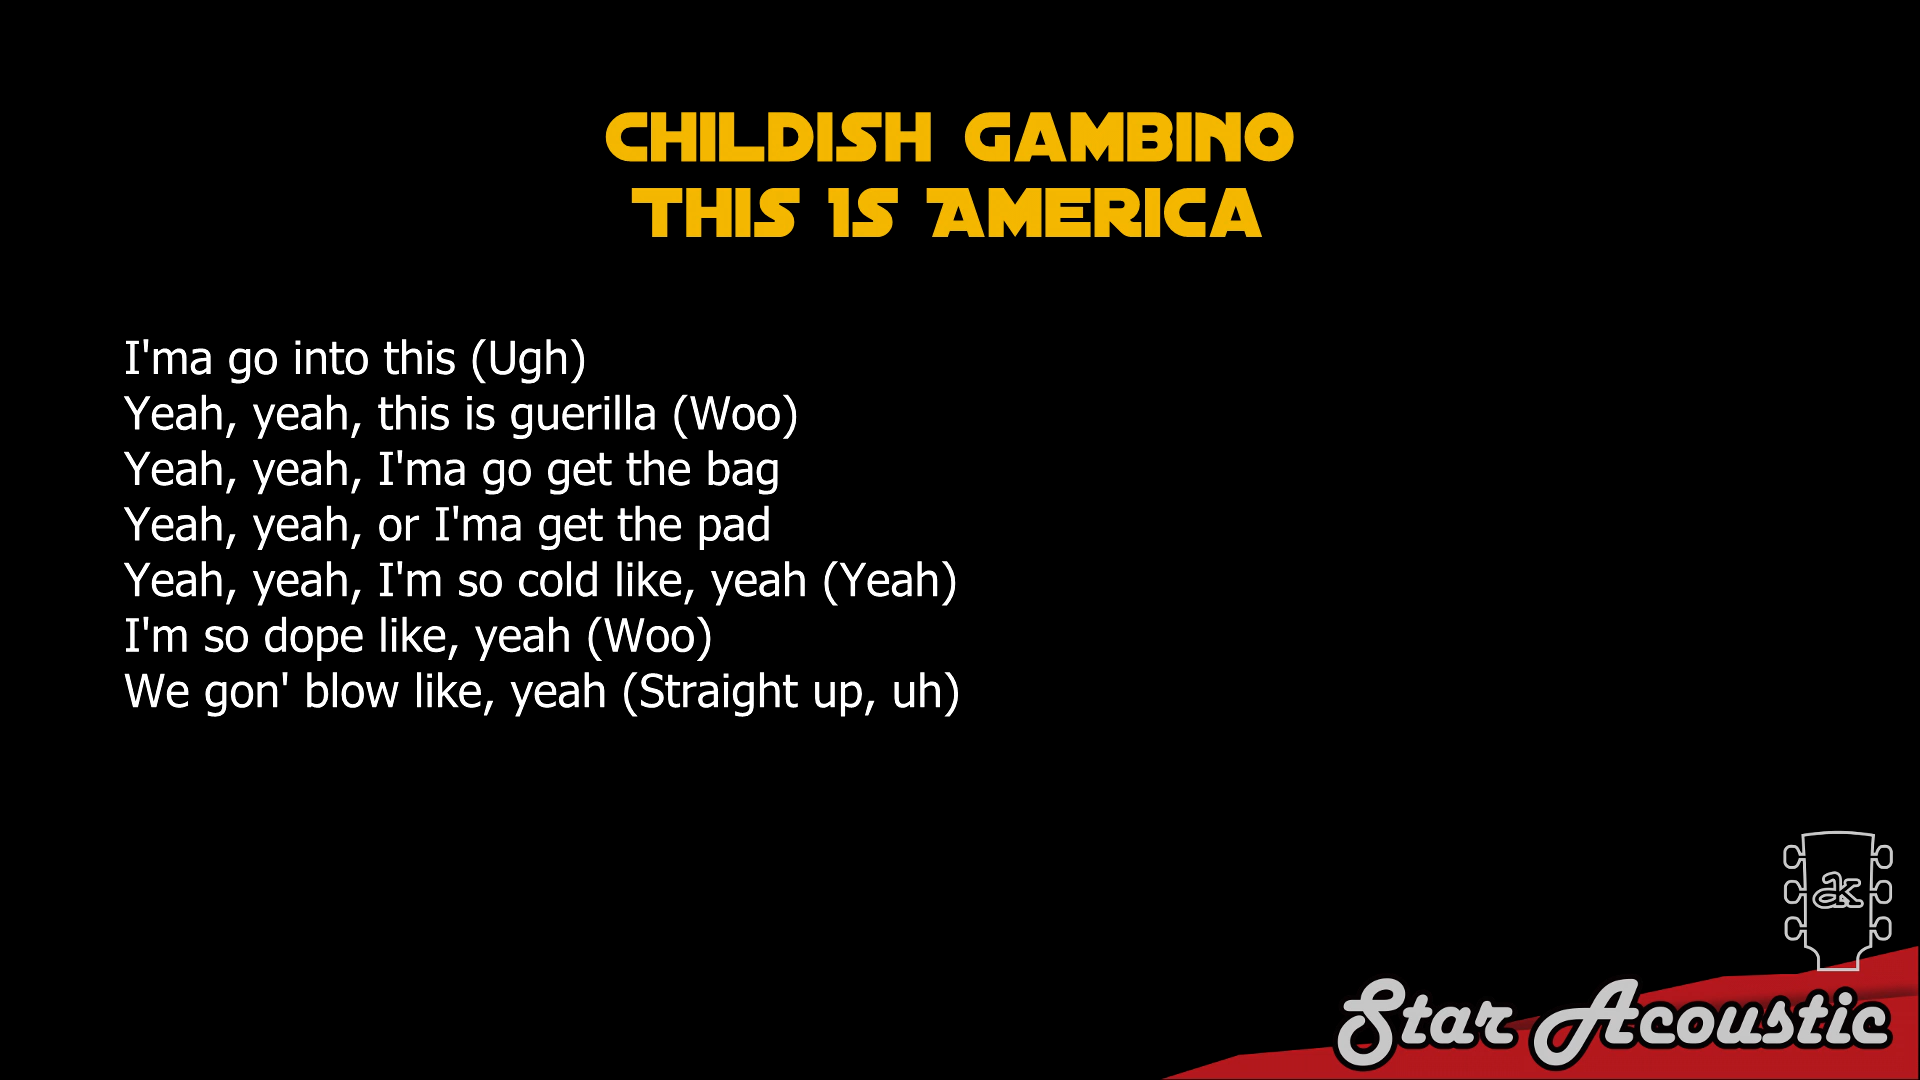 CHILDISH GAMBINO
THIS IS AMERICA
I'ma go into this (Ugh)
Yeah, yeah, this is guerilla (Woo)
Yeah, yeah, I'ma go get the bag
Yeah, yeah, or I'ma get the pad
Yeah, yeah, I'm so cold like, yeah (Yeah)
I'm so dope like, yeah (Woo)
We gon' blow like, yeah (Straight up, uh)
ak
Star Acoustic